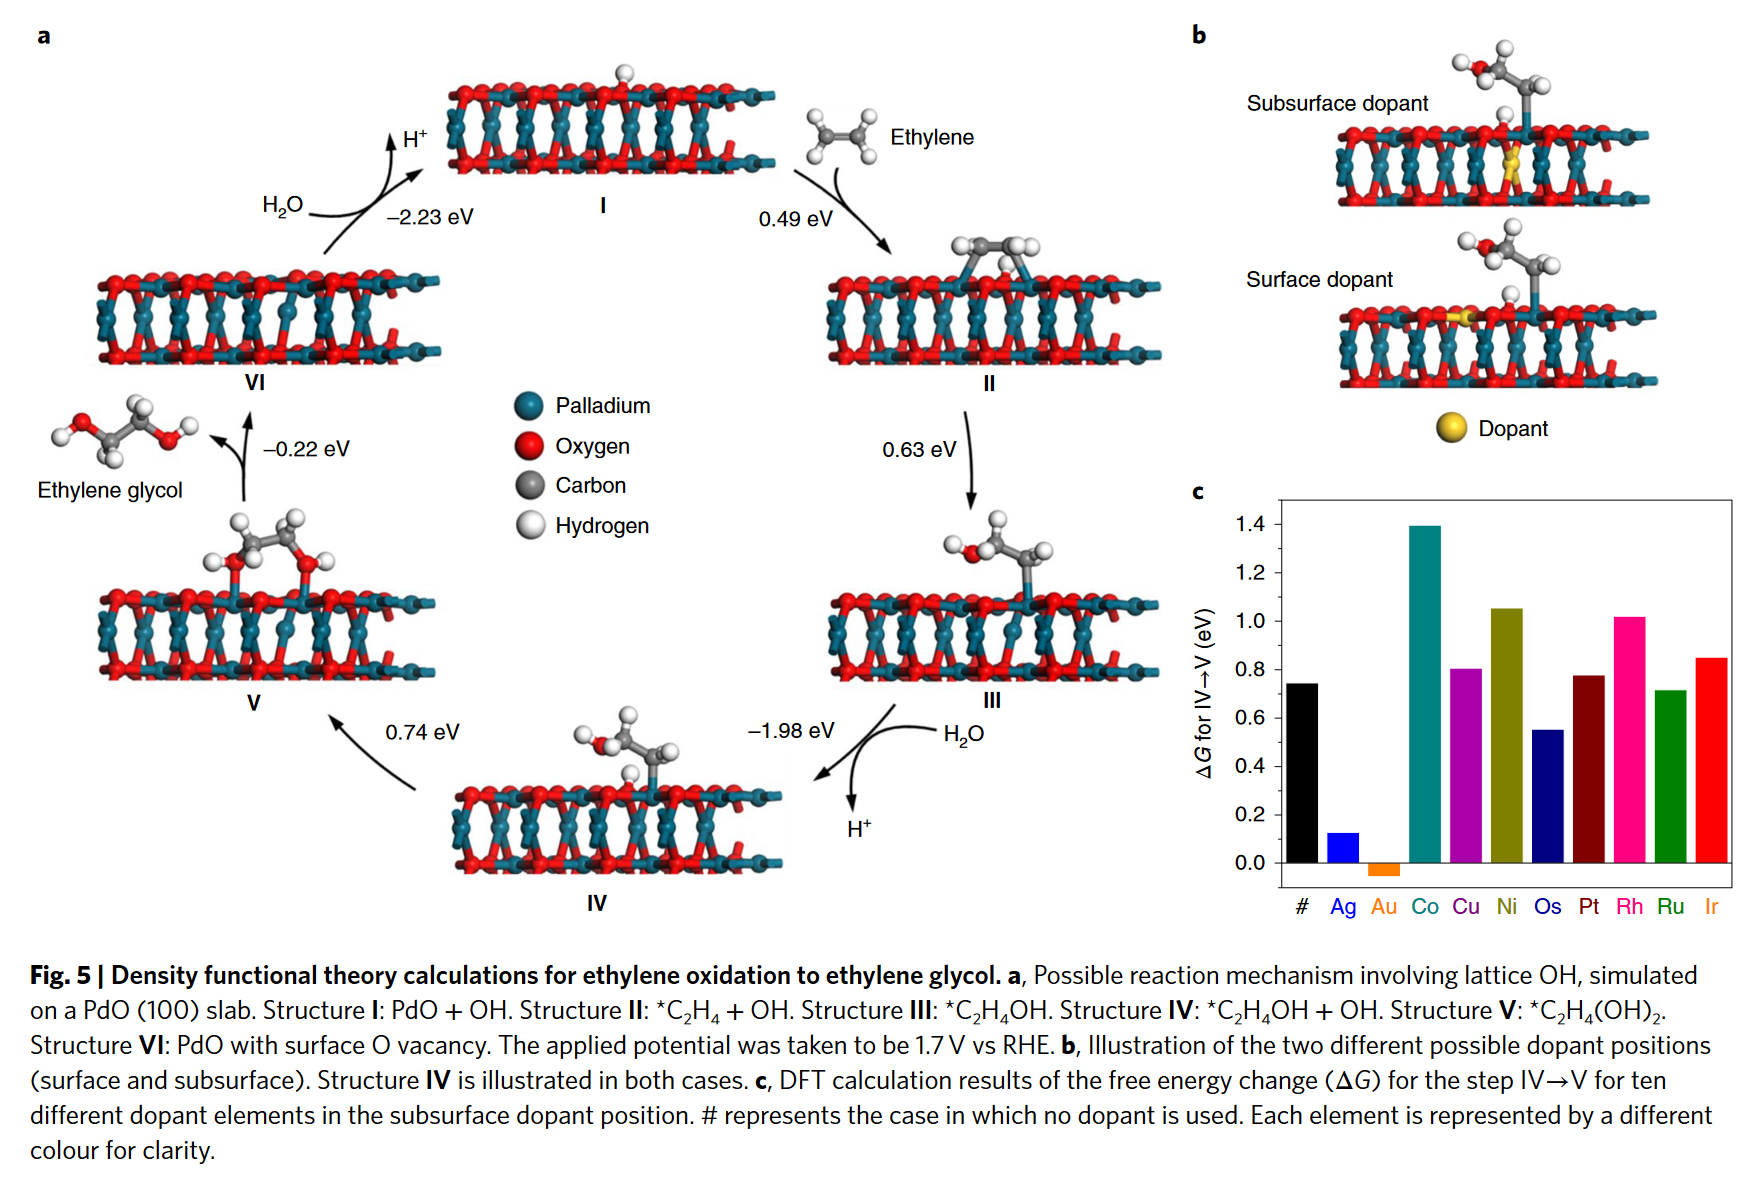 a
H⁺
H₂O
−2.23 eV
I
Ethylene
0.49 eV
VI
II
Palladium
Oxygen
Carbon
Hydrogen
−0.22 eV
Ethylene glycol
0.63 eV
V
III
0.74 eV
−1.98 eV
H₂O
H⁺
IV
b
Subsurface dopant
Surface dopant
Dopant
c
ΔG for IV→V (eV)
1.4
1.2
1.0
0.8
0.6
0.4
0.2
0.0
# Ag Au Co Cu Ni Os Pt Rh Ru Ir
Fig. 5 | Density functional theory calculations for ethylene oxidation to ethylene glycol. a, Possible reaction mechanism involving lattice OH, simulated
on a PdO (100) slab. Structure I: PdO + OH. Structure II: *C₂H₄ + OH. Structure III: *C₂H₄OH. Structure IV: *C₂H₄OH + OH. Structure V: *C₂H₄(OH)₂.
Structure VI: PdO with surface O vacancy. The applied potential was taken to be 1.7 V vs RHE. b, Illustration of the two different possible dopant positions
(surface and subsurface). Structure IV is illustrated in both cases. c, DFT calculation results of the free energy change (ΔG) for the step IV→V for ten
different dopant elements in the subsurface dopant position. # represents the case in which no dopant is used. Each element is represented by a different
colour for clarity.